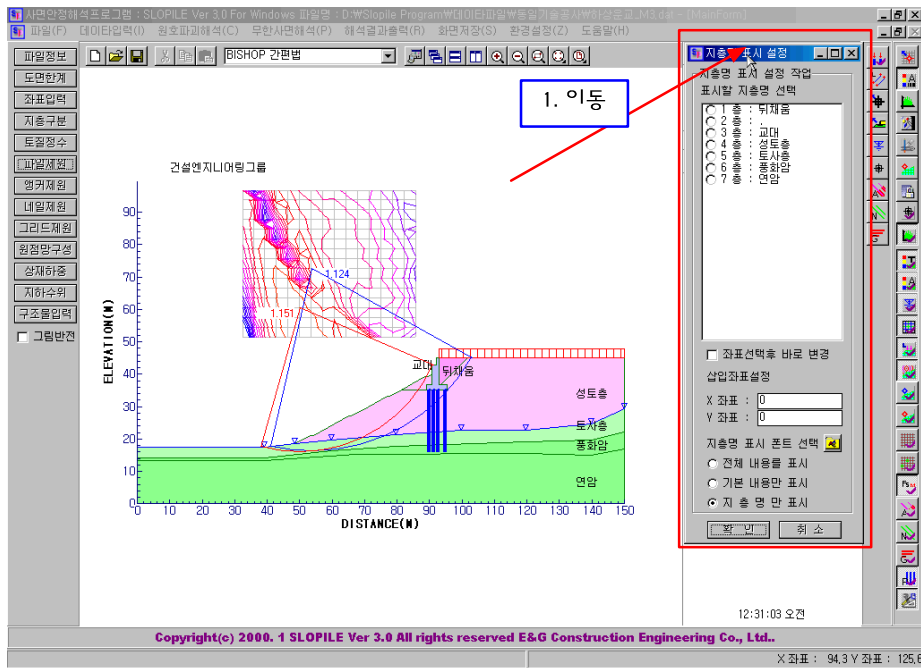 사면안정해석프로그램 : SLOPILE Ver 3,0 For Windows 파일명 : D:₩Slopile Program₩데이타파일₩동일기술공사₩하상문교_M3.dat - [M-Main]
파일(F) 데이타입력(I) 원호파괴해석(C) 무한사면해석(P) 해석결과출력(R) 화면저장(S) 환경설정(Z) 도움말(H)
파일정보
도면한계
좌표입력
지층구분
토질정수
파일제원
앵커제원
네일제원
그리드제원
원점망구성
상재하중
지하수위
구조물입력
그림반전
BISHOP 간편법
1. 이동
건설엔지니어링그룹
ELEVATION(M)
90
80
70
60
50
40
30
20
10
0
1.124
1.151
교대
뒤채움
성토층
토사층
풍화암
연암
0 10 20 30 40 50 60 70 80 90 100 110 120 130 140 150
DISTANCE(M)
지층명 표시 설정
지층명 표시 설정 작업
표시할 지층명 선택
1 층 : 뒤채움
2 층 : .
3 층 : 교대
4 층 : 성토층
5 층 : 토사층
6 층 : 풍화암
7 층 : 연암
좌표선택후 바로 변경
삽입좌표설정
X 좌표 : 0
Y 좌표 : 0
지층명 표시 폰트 선택
전체 내용를 표시
기본 내용만 표시
지 층 명 만 표시
확 인
취 소
12:31:03 오전
Copyright(c) 2000. 1 SLOPILE Ver 3.0 All rights reserved E&G Construction Engineering Co., Ltd..
X 좌표 : 94,3 Y 좌표 : 125,6